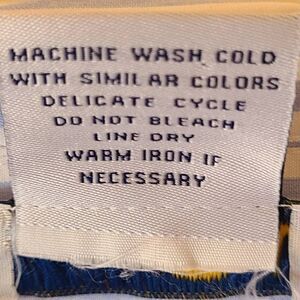 MACHINE WASH COLD
WITH SIMILAR COLORS
DELICATE CYCLE
DO NOT BLEACH
LINE DRY
WARM IRON IF
NECESSARY